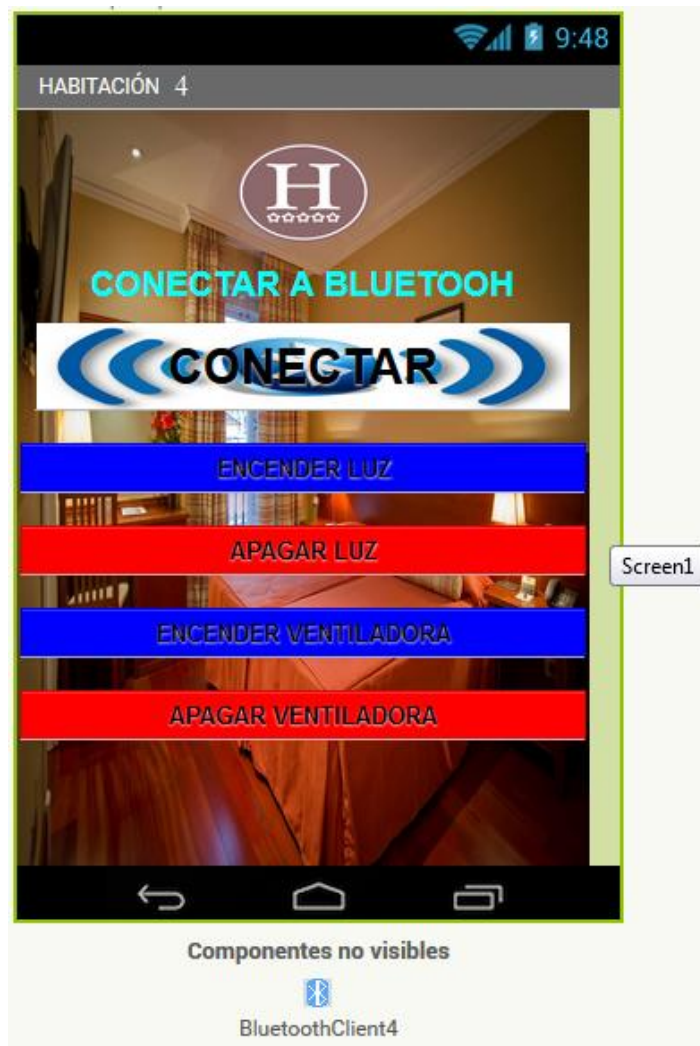 9:48
HABITACIÓN 4
H
CONECTAR A BLUETOOH
CONECTAR
ENCENDER LUZ
APAGAR LUZ
Screen1
ENCENDER VENTILADORA
APAGAR VENTILADORA
Componentes no visibles
BluetoothClient4